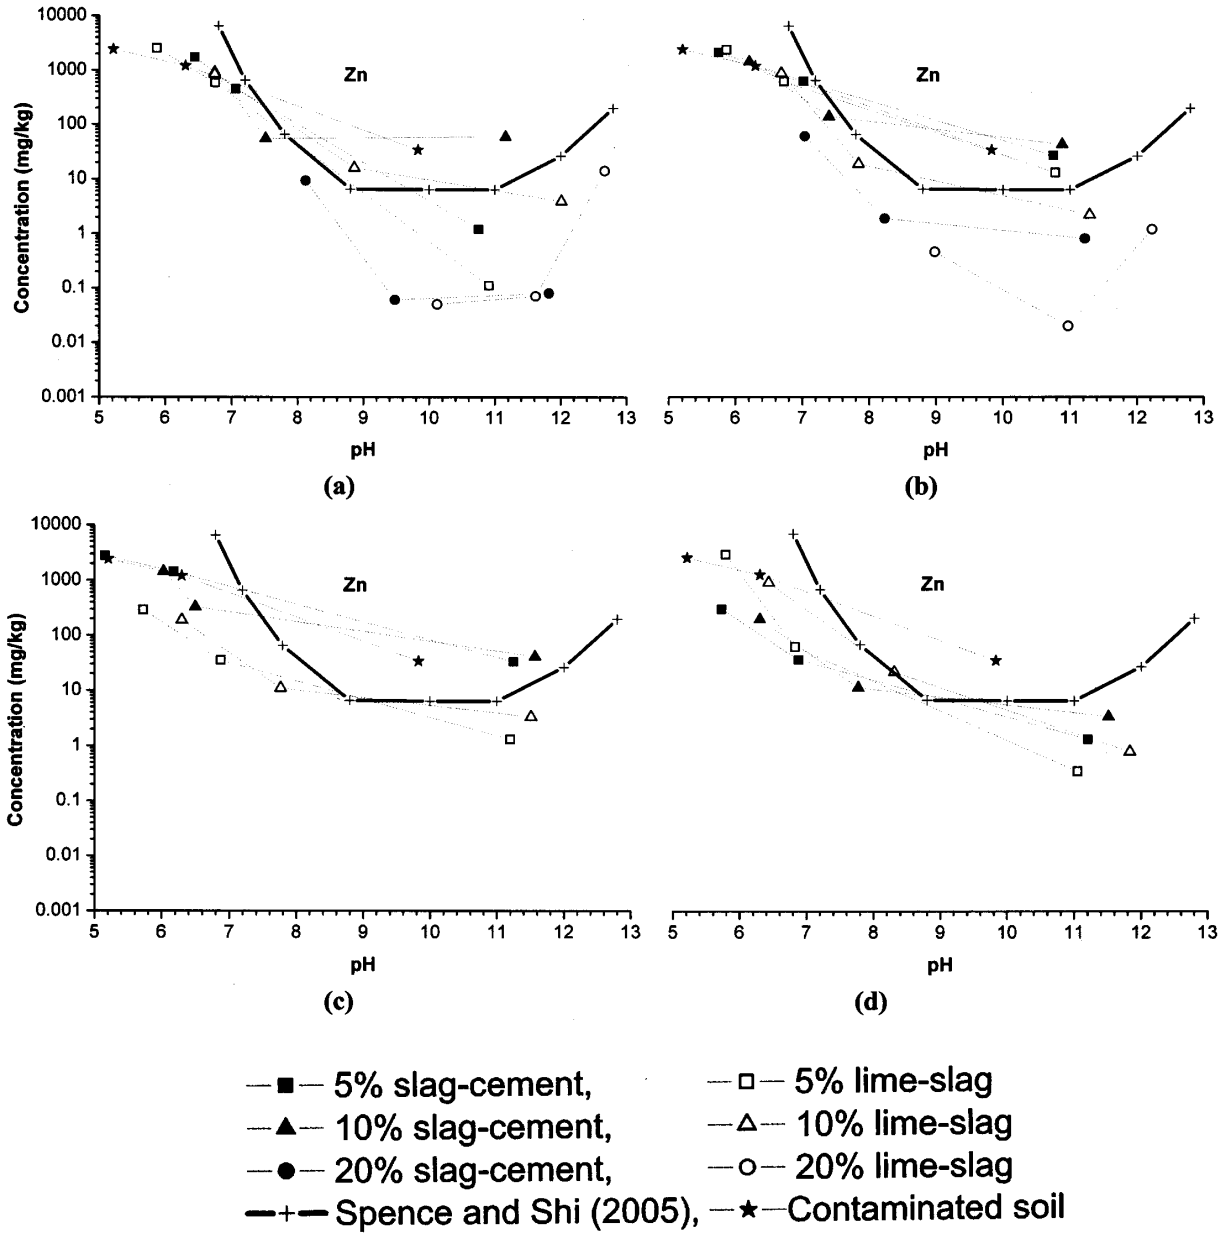 10000
1000
100
10
1
0.1
0.01
0.001
Concentration (mg/kg)
Zn
5 6 7 8 9 10 11 12 13
pH
(a)
Zn
5 6 7 8 9 10 11 12 13
pH
(b)
10000
1000
100
10
1
0.1
0.01
0.001
Concentration (mg/kg)
Zn
5 6 7 8 9 10 11 12 13
pH
(c)
Zn
5 6 7 8 9 10 11 12 13
pH
(d)
5% slag-cement, 5% lime-slag
10% slag-cement, 10% lime-slag
20% slag-cement, 20% lime-slag
Spence and Shi (2005), Contaminated soil